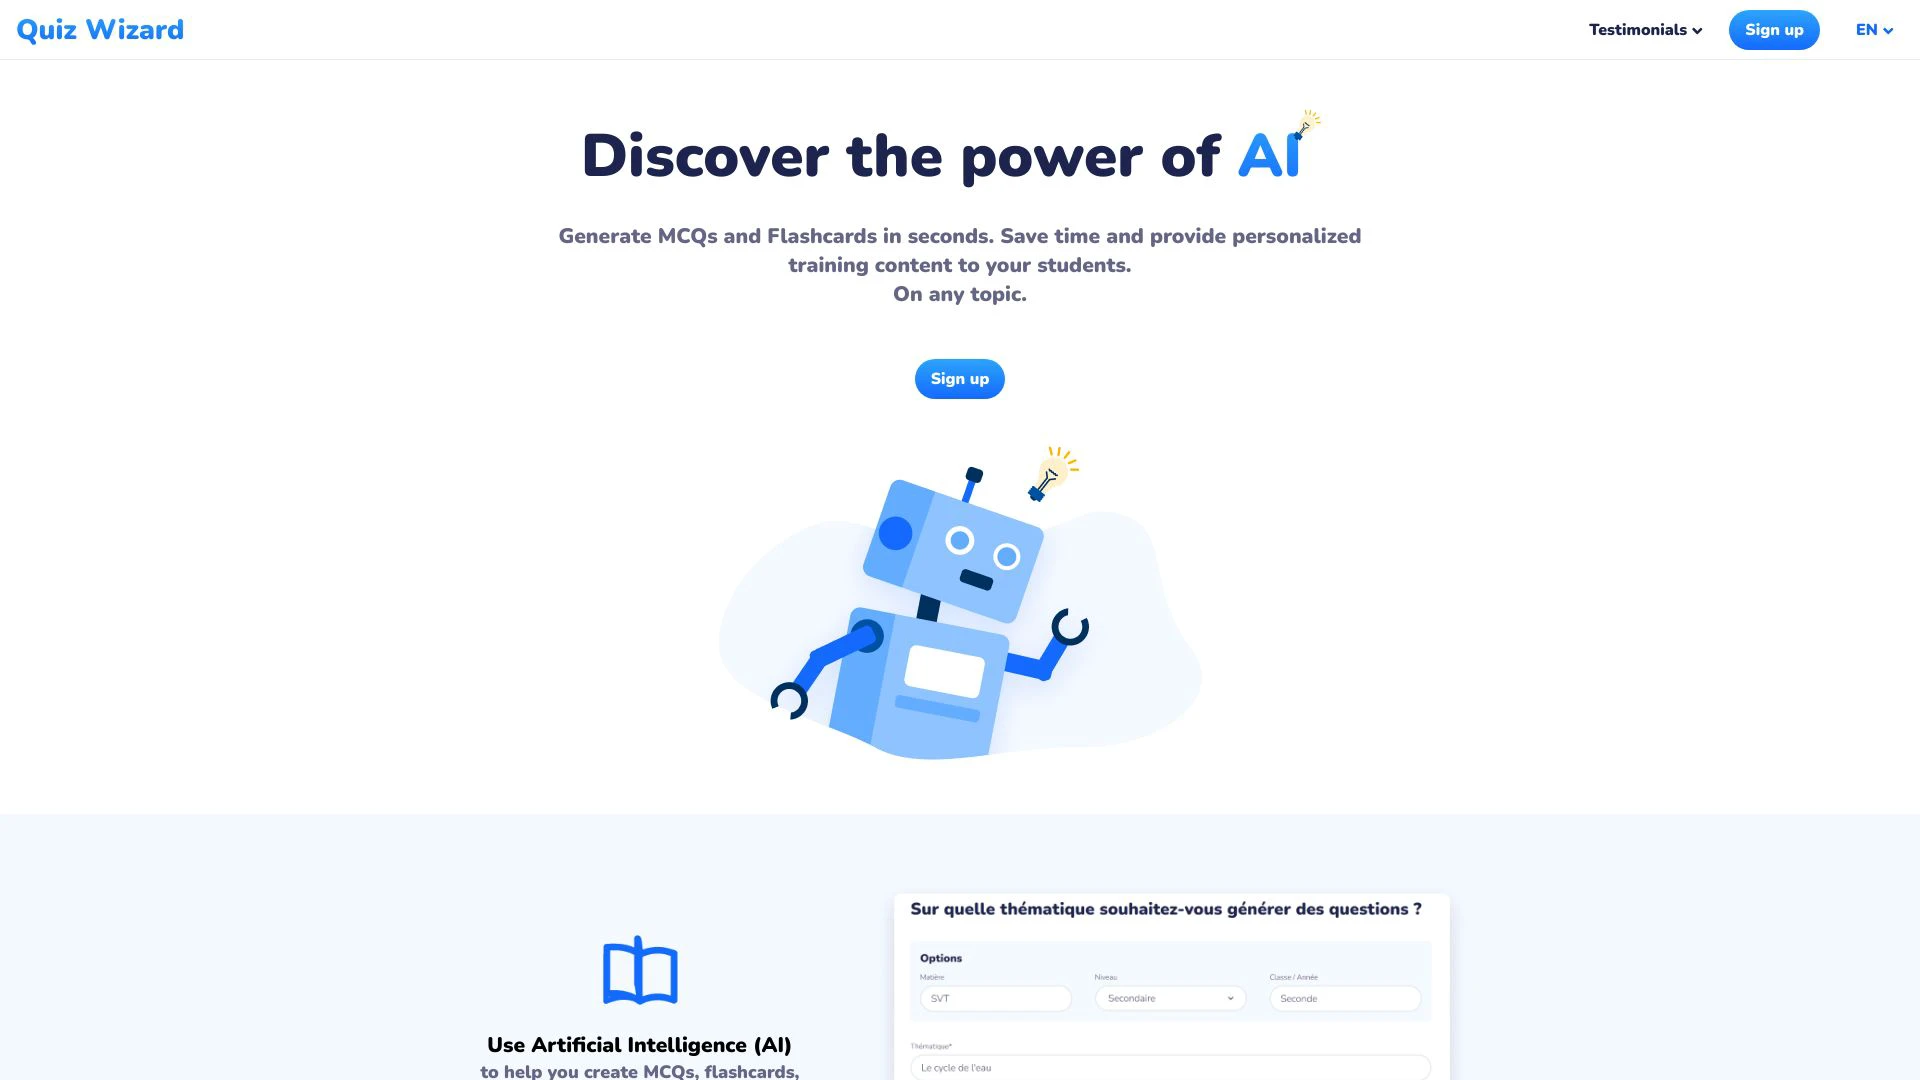 Quiz Wizard
Testimonials
Sign up
EN
Discover the power of AI
Generate MCQs and Flashcards in seconds. Save time and provide personalized
training content to your students.
On any topic.
Sign up
Sur quelle thématique souhaitez-vous générer des questions ?
Options
Matière
Niveau
Classe / Année
SVT
Secondaire
Seconde
Thématique*
Le cycle de l'eau
Use Artificial Intelligence (AI)
to help you create MCQs, flashcards,